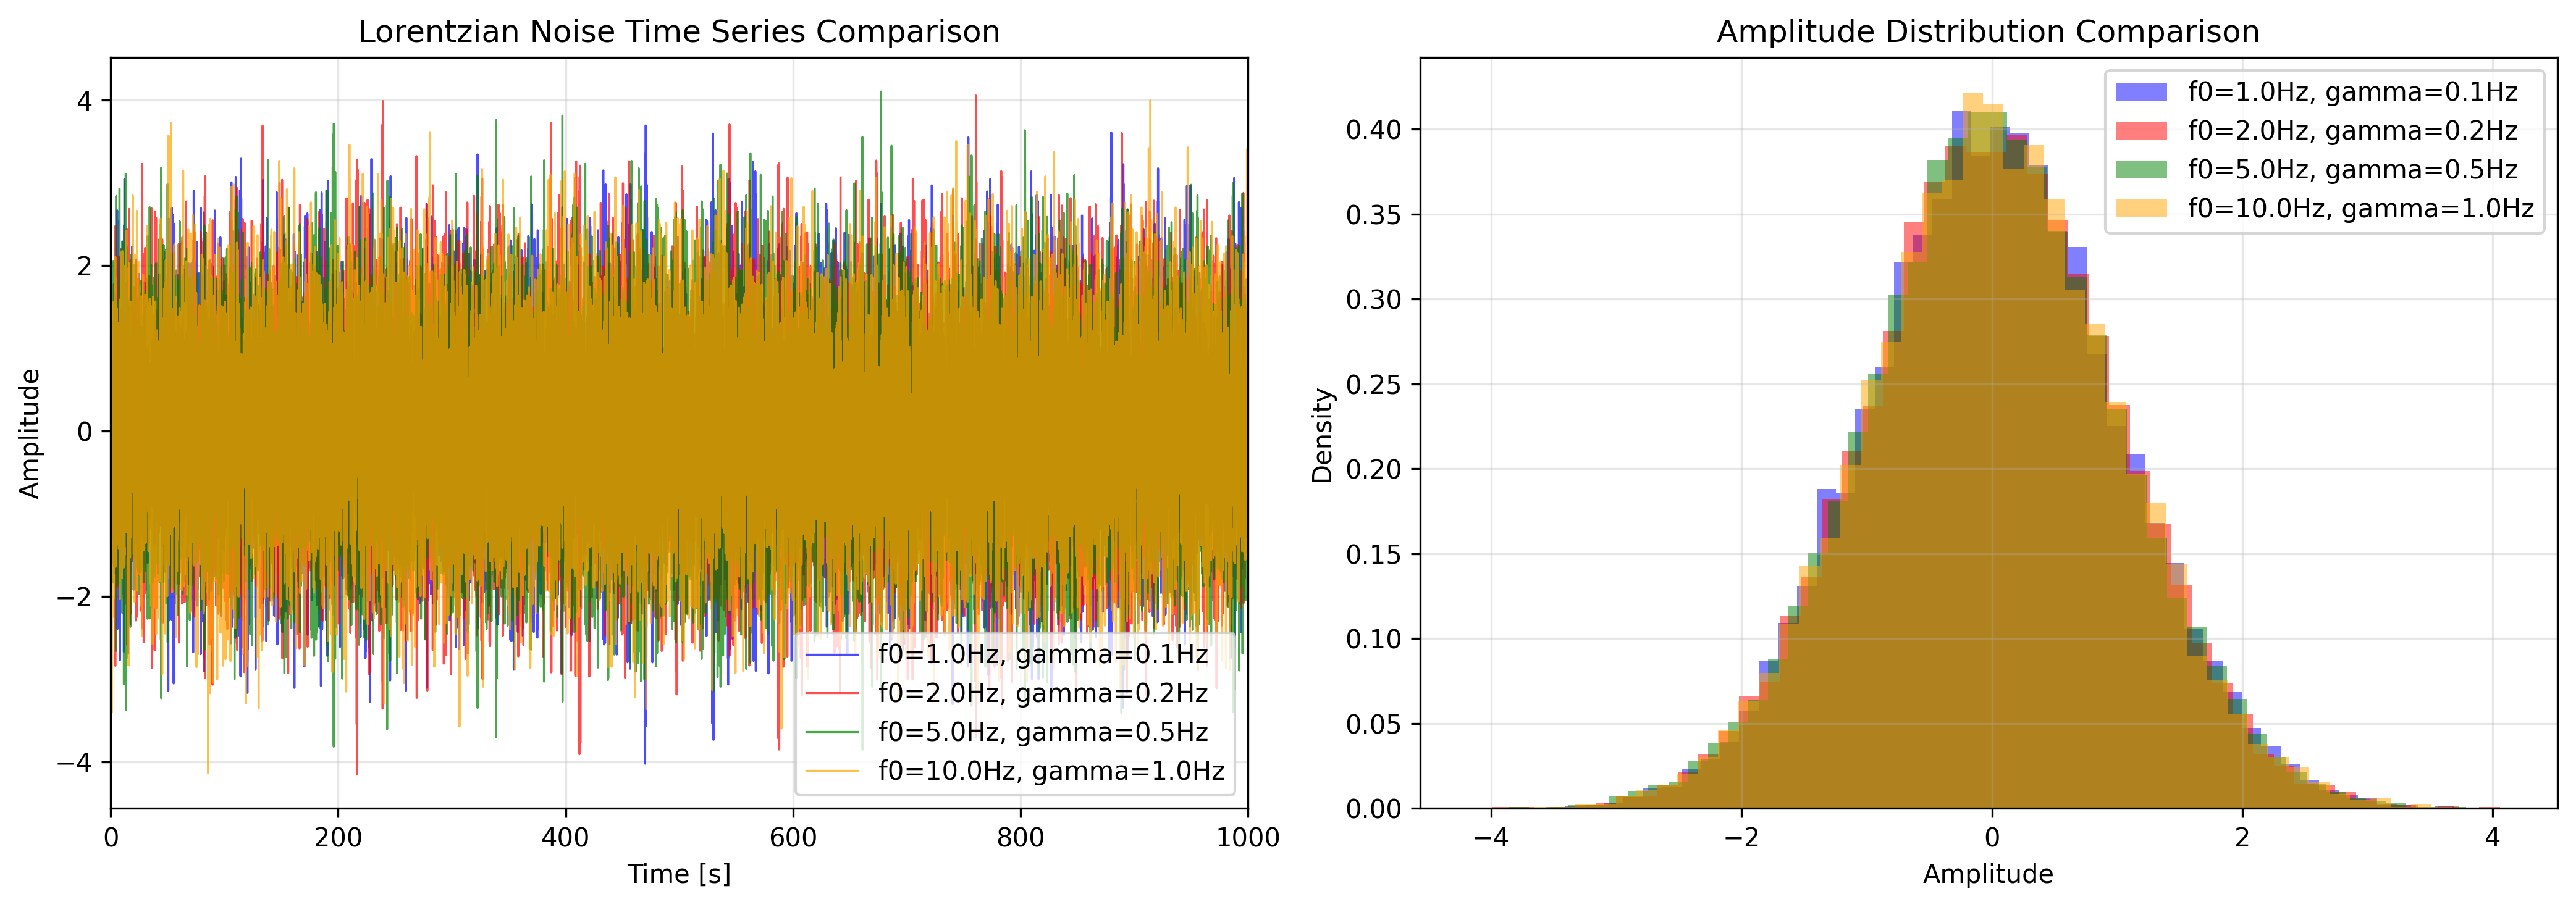 Lorentzian Noise Time Series Comparison
Amplitude
4
2
0
−2
−4
0 200 400 600 800 1000
Time [s]
f0=1.0Hz, gamma=0.1Hz
f0=2.0Hz, gamma=0.2Hz
f0=5.0Hz, gamma=0.5Hz
f0=10.0Hz, gamma=1.0Hz
Amplitude Distribution Comparison
Density
0.40
0.35
0.30
0.25
0.20
0.15
0.10
0.05
0.00
−4 −2 0 2 4
Amplitude
f0=1.0Hz, gamma=0.1Hz
f0=2.0Hz, gamma=0.2Hz
f0=5.0Hz, gamma=0.5Hz
f0=10.0Hz, gamma=1.0Hz